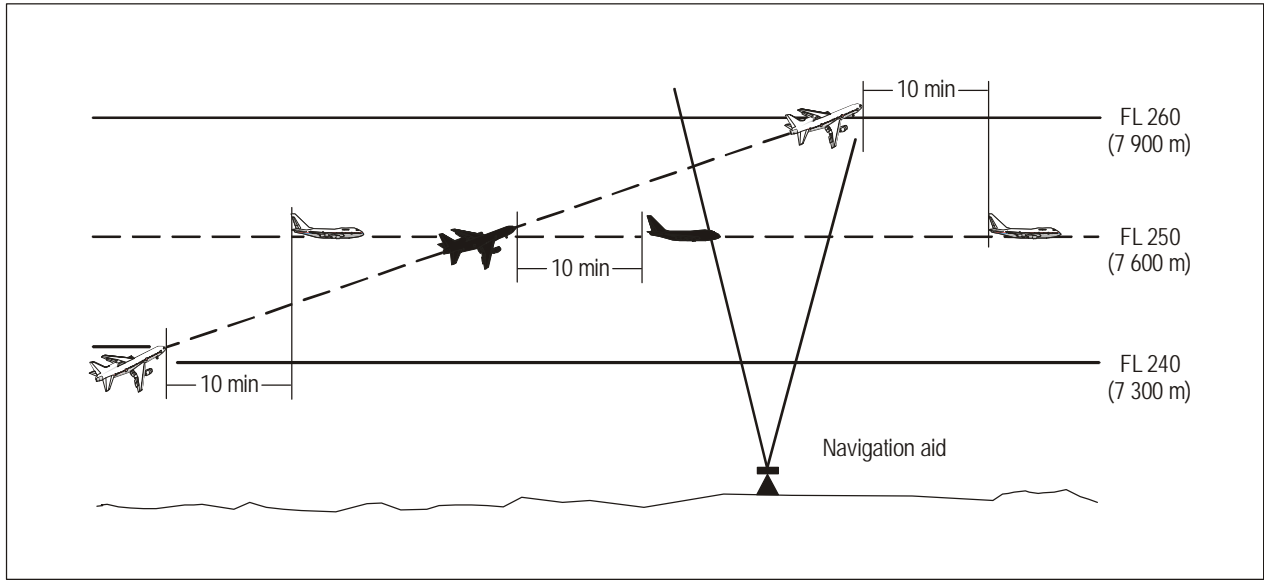 10 min
FL 260
(7 900 m)
FL 250
(7 600 m)
10 min
FL 240
(7 300 m)
10 min
Navigation aid